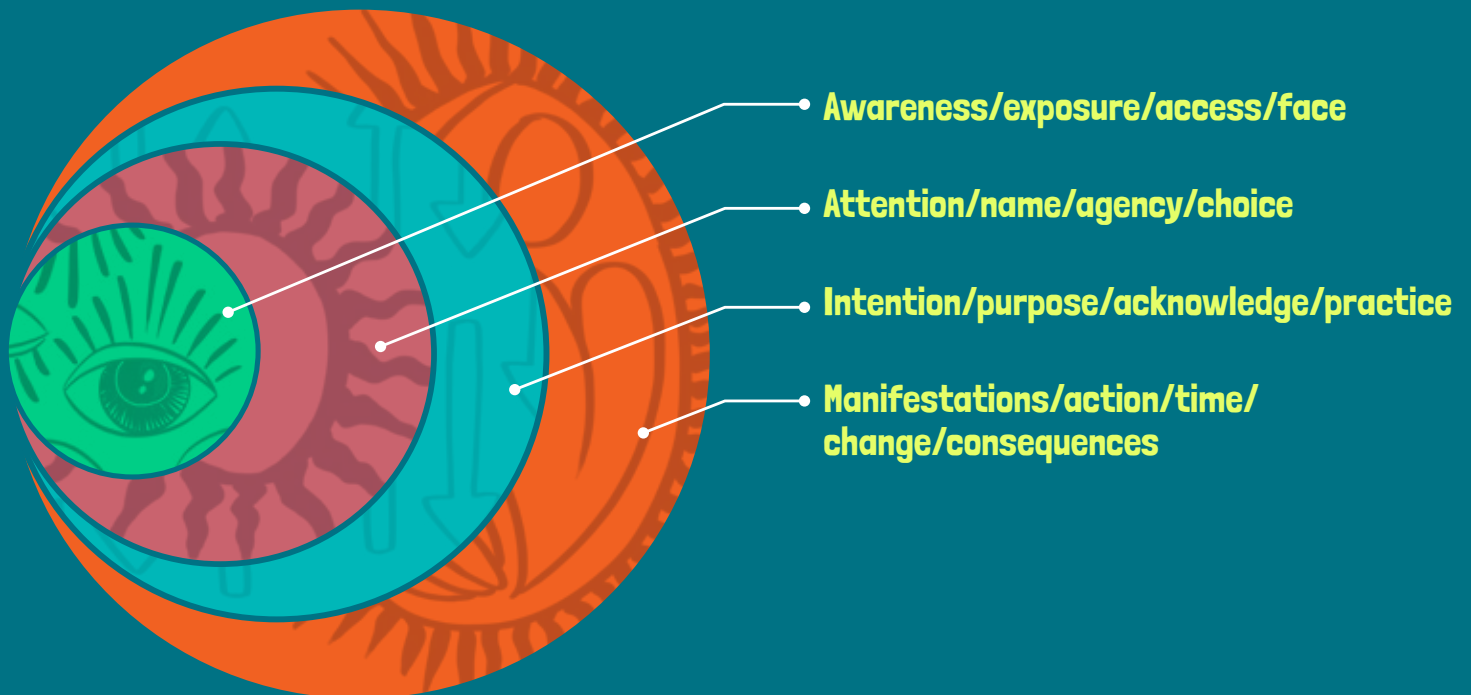 Awareness/exposure/access/face
Attention/name/agency/choice
Intention/purpose/acknowledge/practice
Manifestations/action/time/
change/consequences